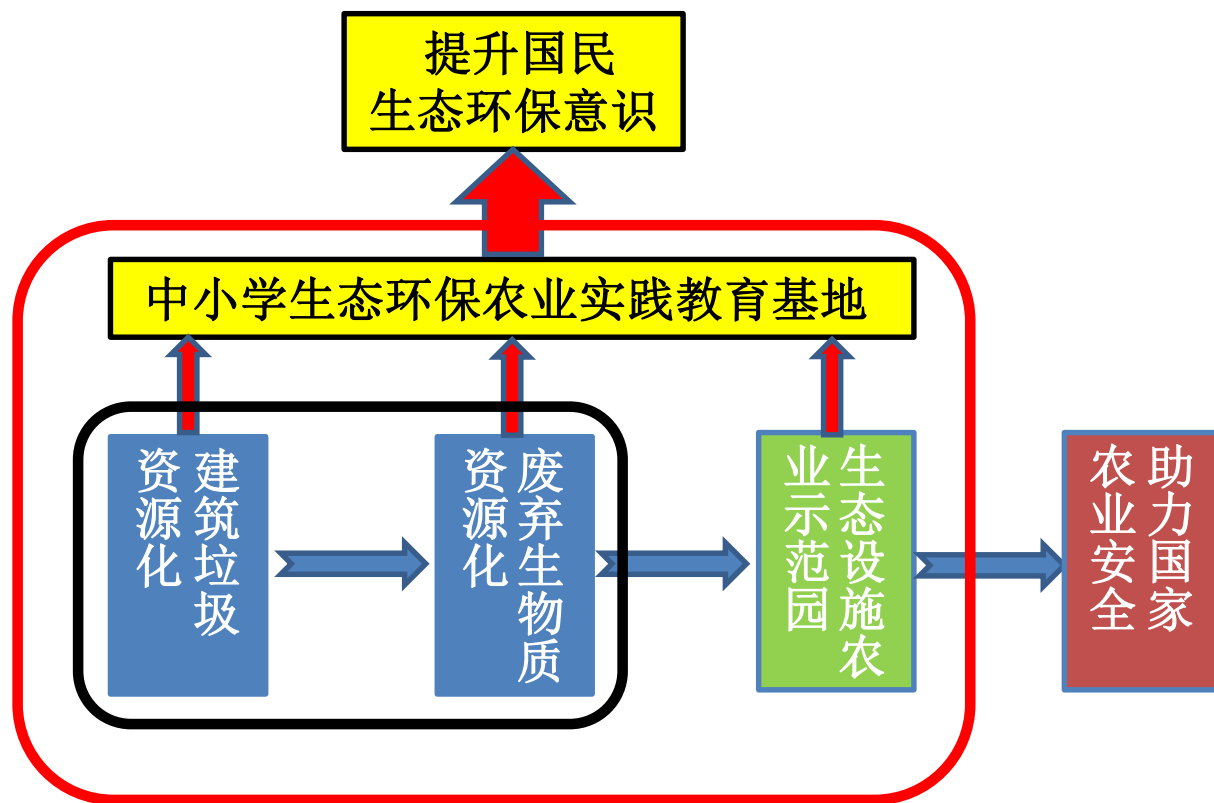 提升国民
生态环保意识
中小学生态环保农业实践教育基地
建筑垃圾
资源化
废弃生物质
资源化
生态设施农
业示范园
助力国家
农业安全